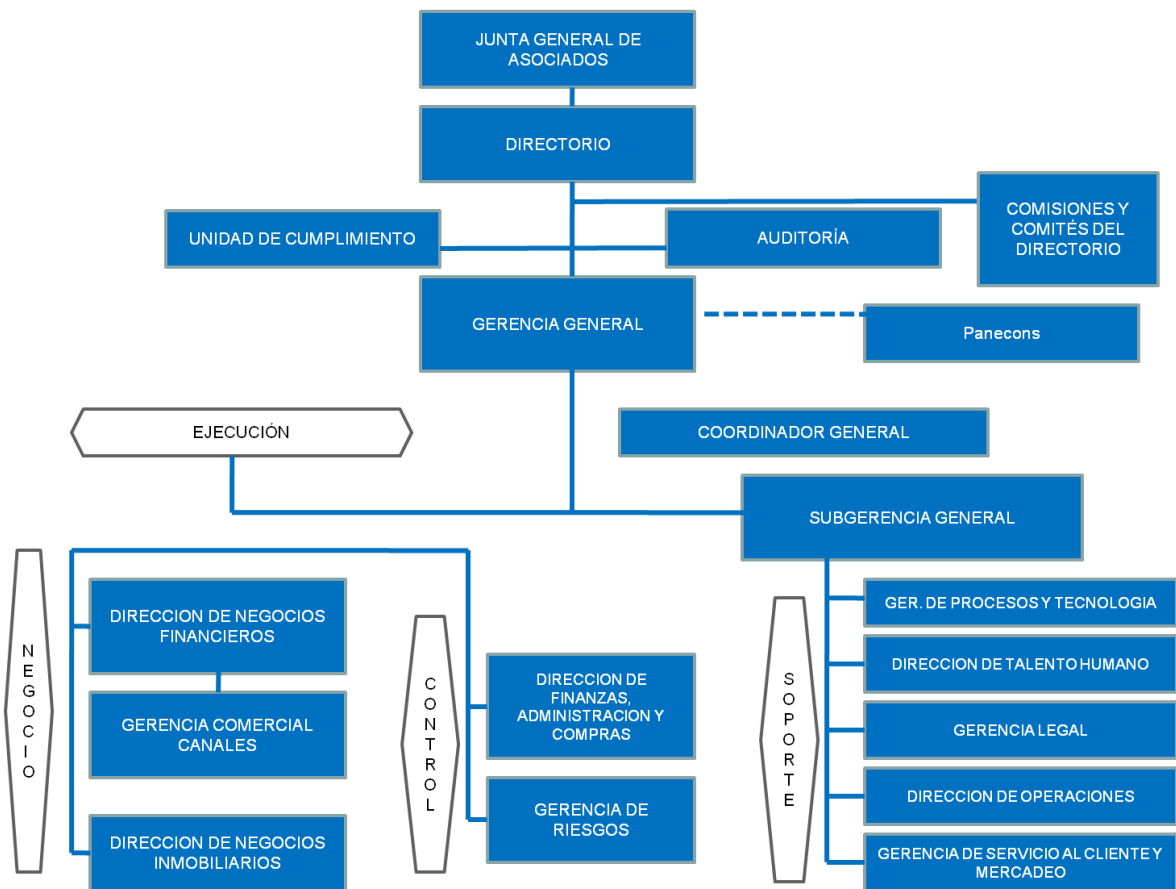 JUNTA GENERAL DE
ASOCIADOS
DIRECTORIO
UNIDAD DE CUMPLIMIENTO
AUDITORÍA
COMISIONES Y
COMITÉS DEL
DIRECTORIO
GERENCIA GENERAL
Panecons
EJECUCIÓN
COORDINADOR GENERAL
SUBGERENCIA GENERAL
NEGOCIO
DIRECCION DE NEGOCIOS
FINANCIEROS
GERENCIA COMERCIAL
CANALES
DIRECCION DE NEGOCIOS
INMOBILIARIOS
CONTROL
DIRECCION DE
FINANZAS,
ADMINISTRACION Y
COMPRAS
GERENCIA DE
RIESGOS
SOPORTE
GER. DE PROCESOS Y TECNOLOGIA
DIRECCION DE TALENTO HUMANO
GERENCIA LEGAL
DIRECCION DE OPERACIONES
GERENCIA DE SERVICIO AL CLIENTE Y
MERCADEO